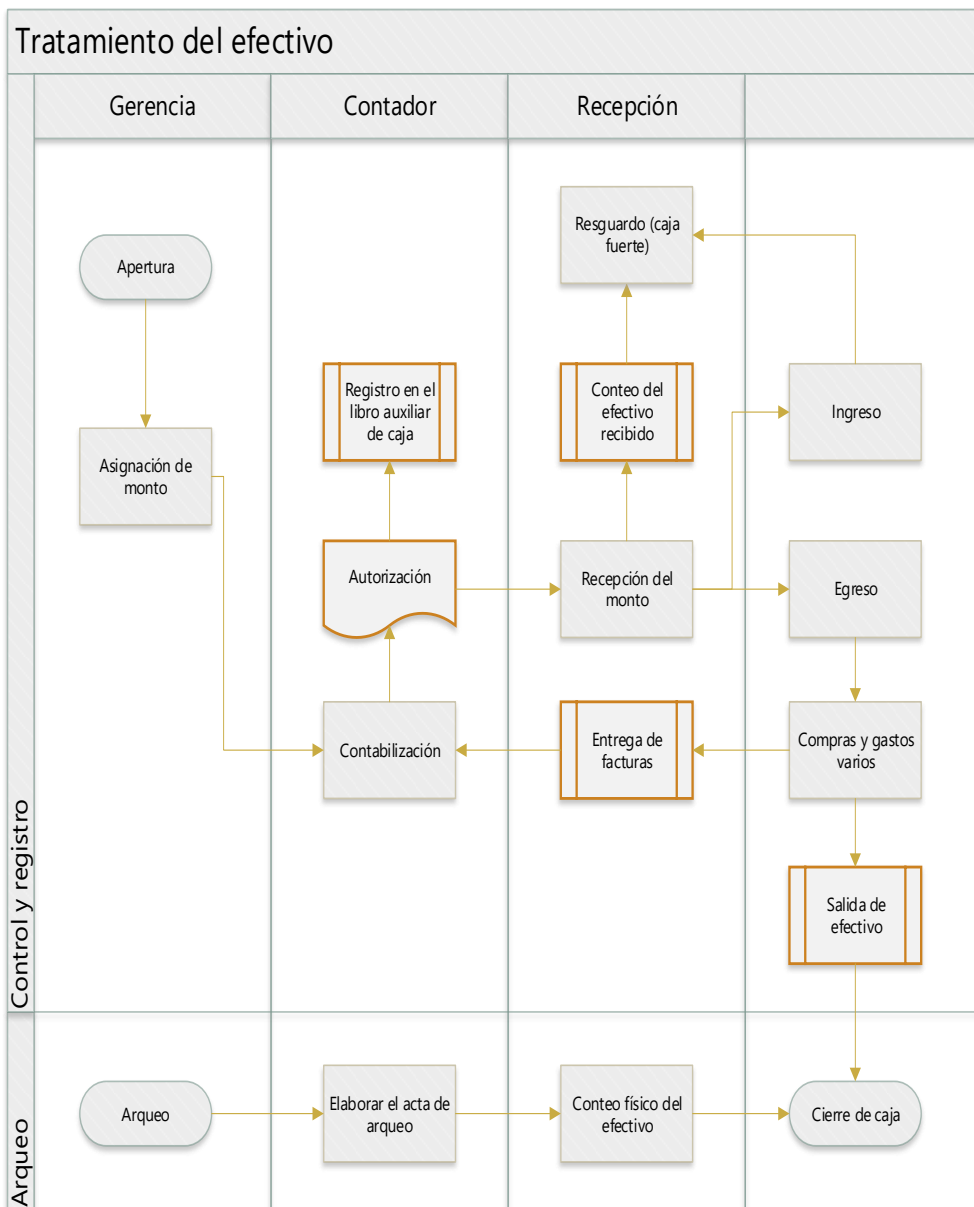 Tratamiento del efectivo
Gerencia
Contador
Recepción
Control y registro
Resguardo (caja
fuerte)
Apertura
Registro en el
libro auxiliar
de caja
Conteo del
efectivo
recibido
Ingreso
Asignación de
monto
Autorización
Recepción del
monto
Egreso
Contabilización
Entrega de
facturas
Compras y gastos
varios
Salida de
efectivo
Arqueo
Arqueo
Elaborar el acta de
arqueo
Conteo físico del
efectivo
Cierre de caja